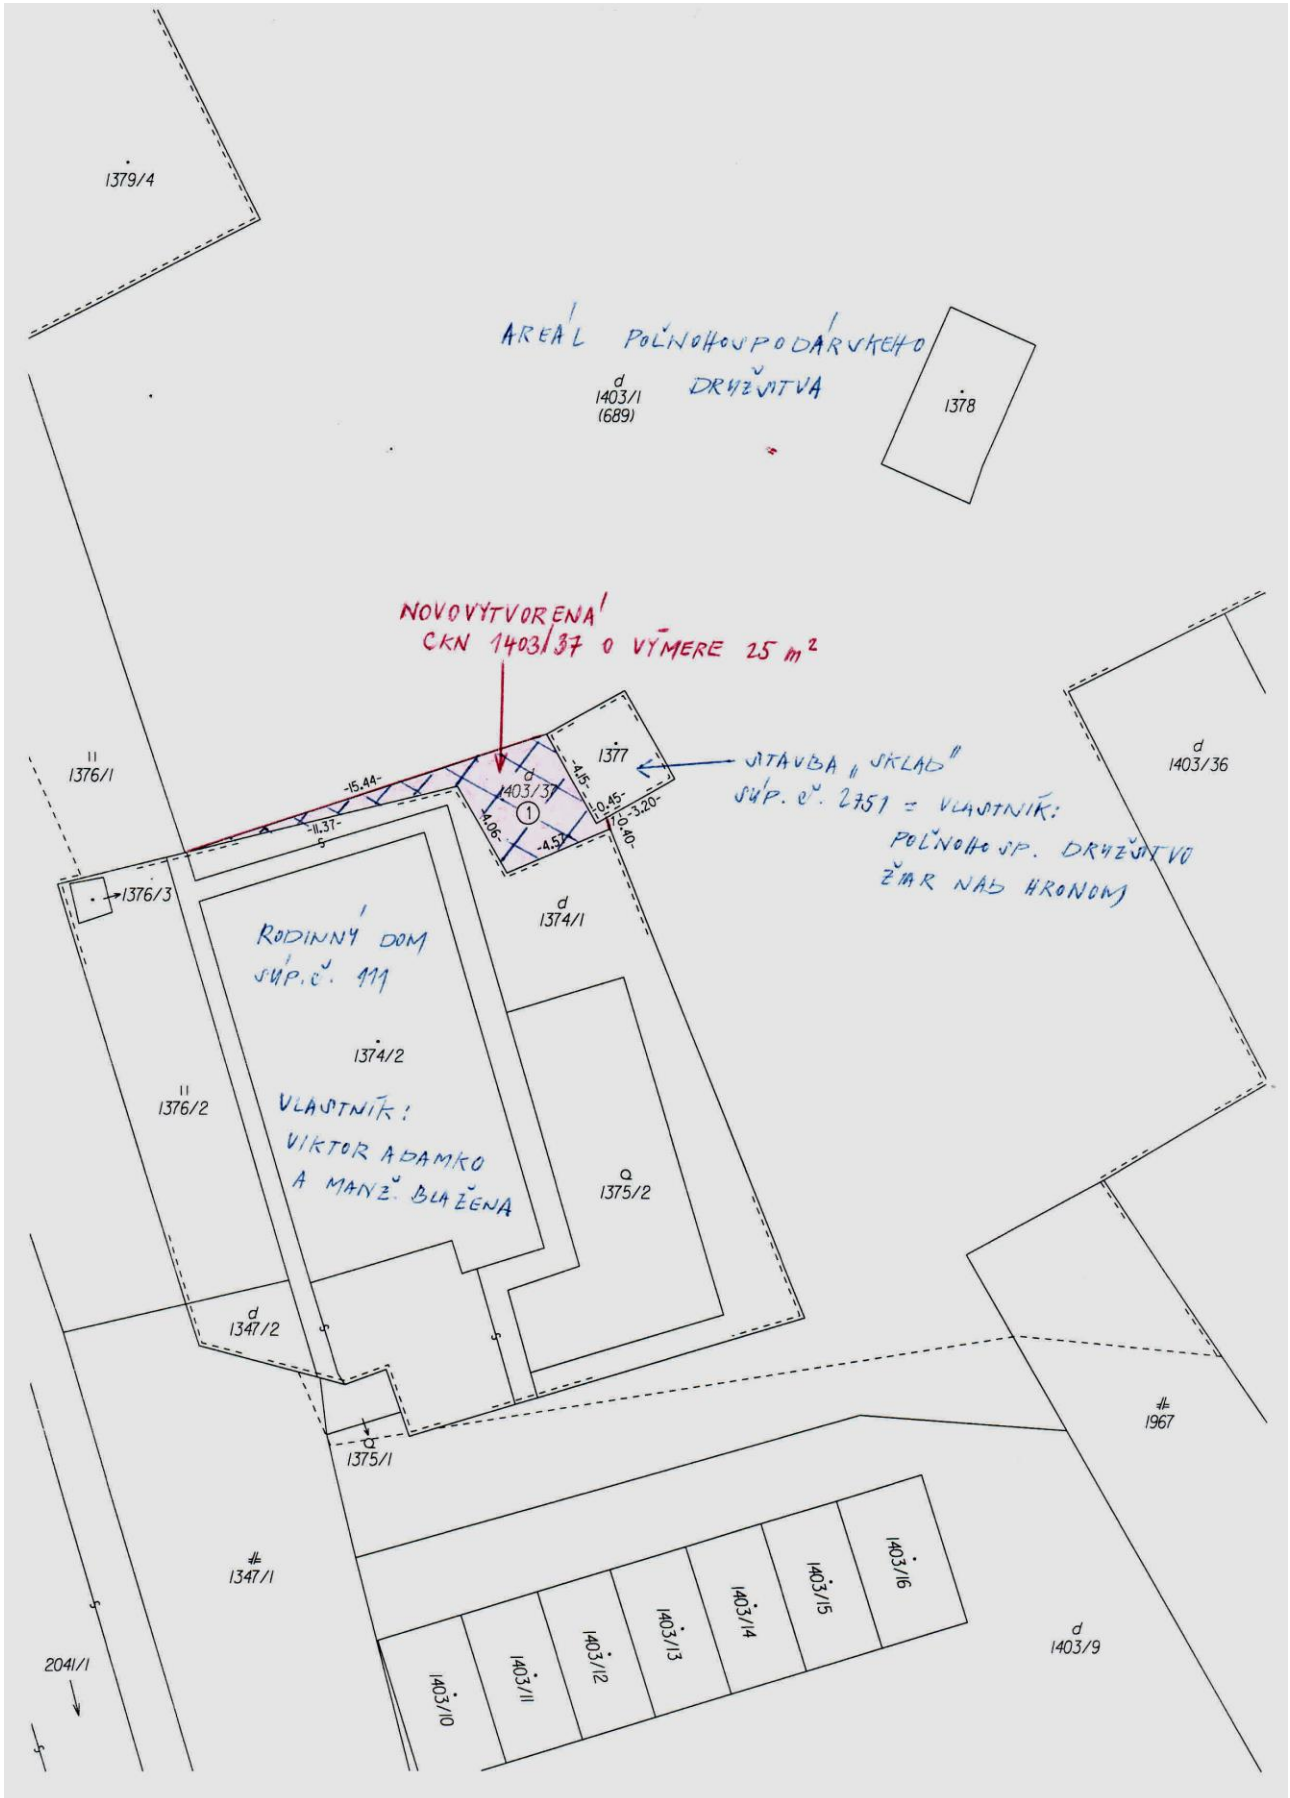 1379/4
AREÁL POĽNOHOSPODÁRSKEHO
DRUŽSTVA
1403/1
(689)
1378
NOVOVYTVORENÁ
CKN 1403/37 O VÝMERE 25 m²
1376/1
-15.44-
1403/37
1
-11.37-
-4.06-
-4.57-
-4.15-
-0.45-
-3.20-
-0.40-
1377
STAVBA „SKLAD"
SÚP. Č. 2751 = VLASTNÍK:
POĽNOHOSP. DRUŽSTVO
ŽIAR NAD HRONOM
1403/36
1376/3
1374/1
RODINNÝ DOM
SÚP. Č. 111
1374/2
1376/2
VLASTNÍK:
VIKTOR ADAMKO
A MANŽ. BLAŽENA
1375/2
1347/2
1375/1
1967
1347/1
1403/16
1403/15
1403/14
1403/13
1403/12
1403/11
1403/10
1403/9
2041/1